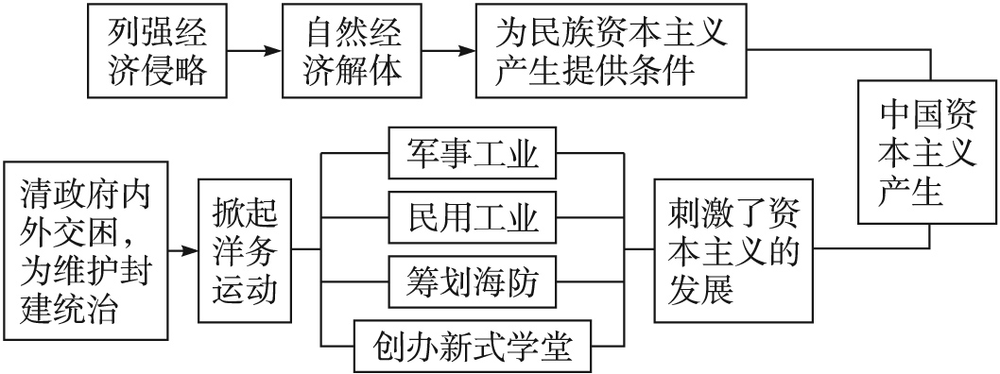 列强经
济侵略
自然经
济解体
为民族资本主义
产生提供条件
中国资
本主义
产生
清政府内
外交困，
为维护封
建统治
掀起
洋务
运动
军事工业
民用工业
筹划海防
创办新式学堂
刺激了资
本主义的
发展